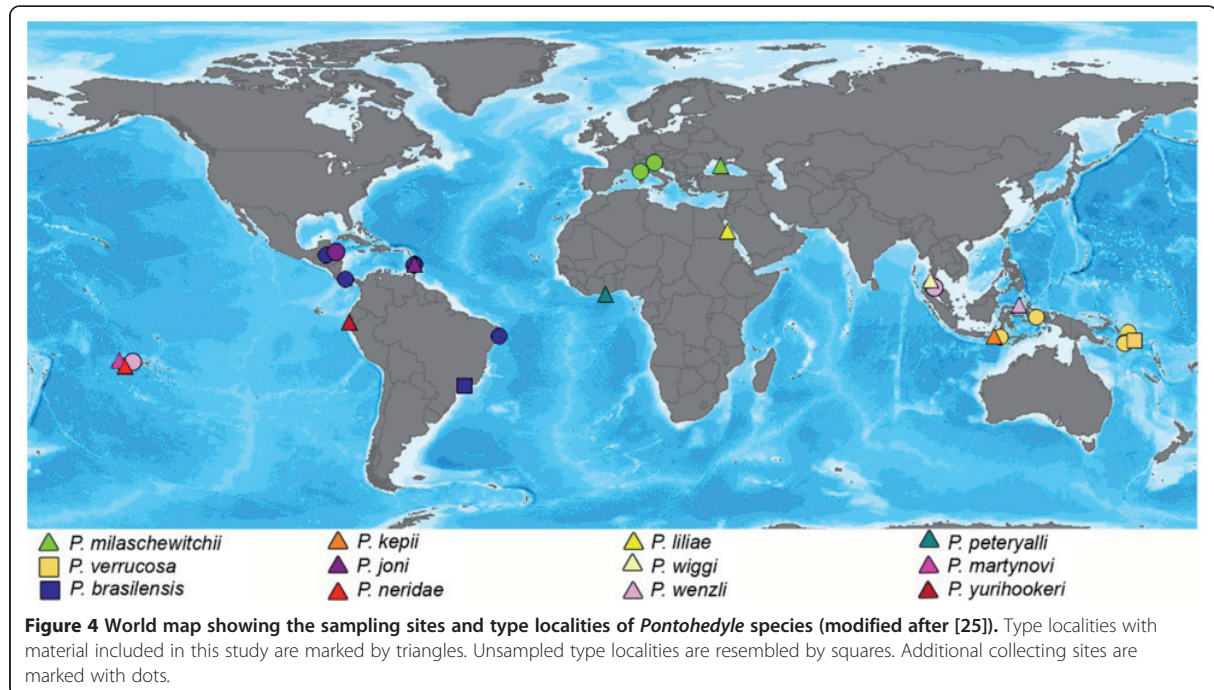 P. milaschewitchii P. kepii P. liliae P. peteryalli
P. verrucosa P. joni P. wiggi P. martynovi
P. brasilensis P. neridae P. wenzli P. yurihookeri
Figure 4 World map showing the sampling sites and type localities of Pontohedyle species (modified after [25]). Type localities with
material included in this study are marked by triangles. Unsampled type localities are resembled by squares. Additional collecting sites are
marked with dots.